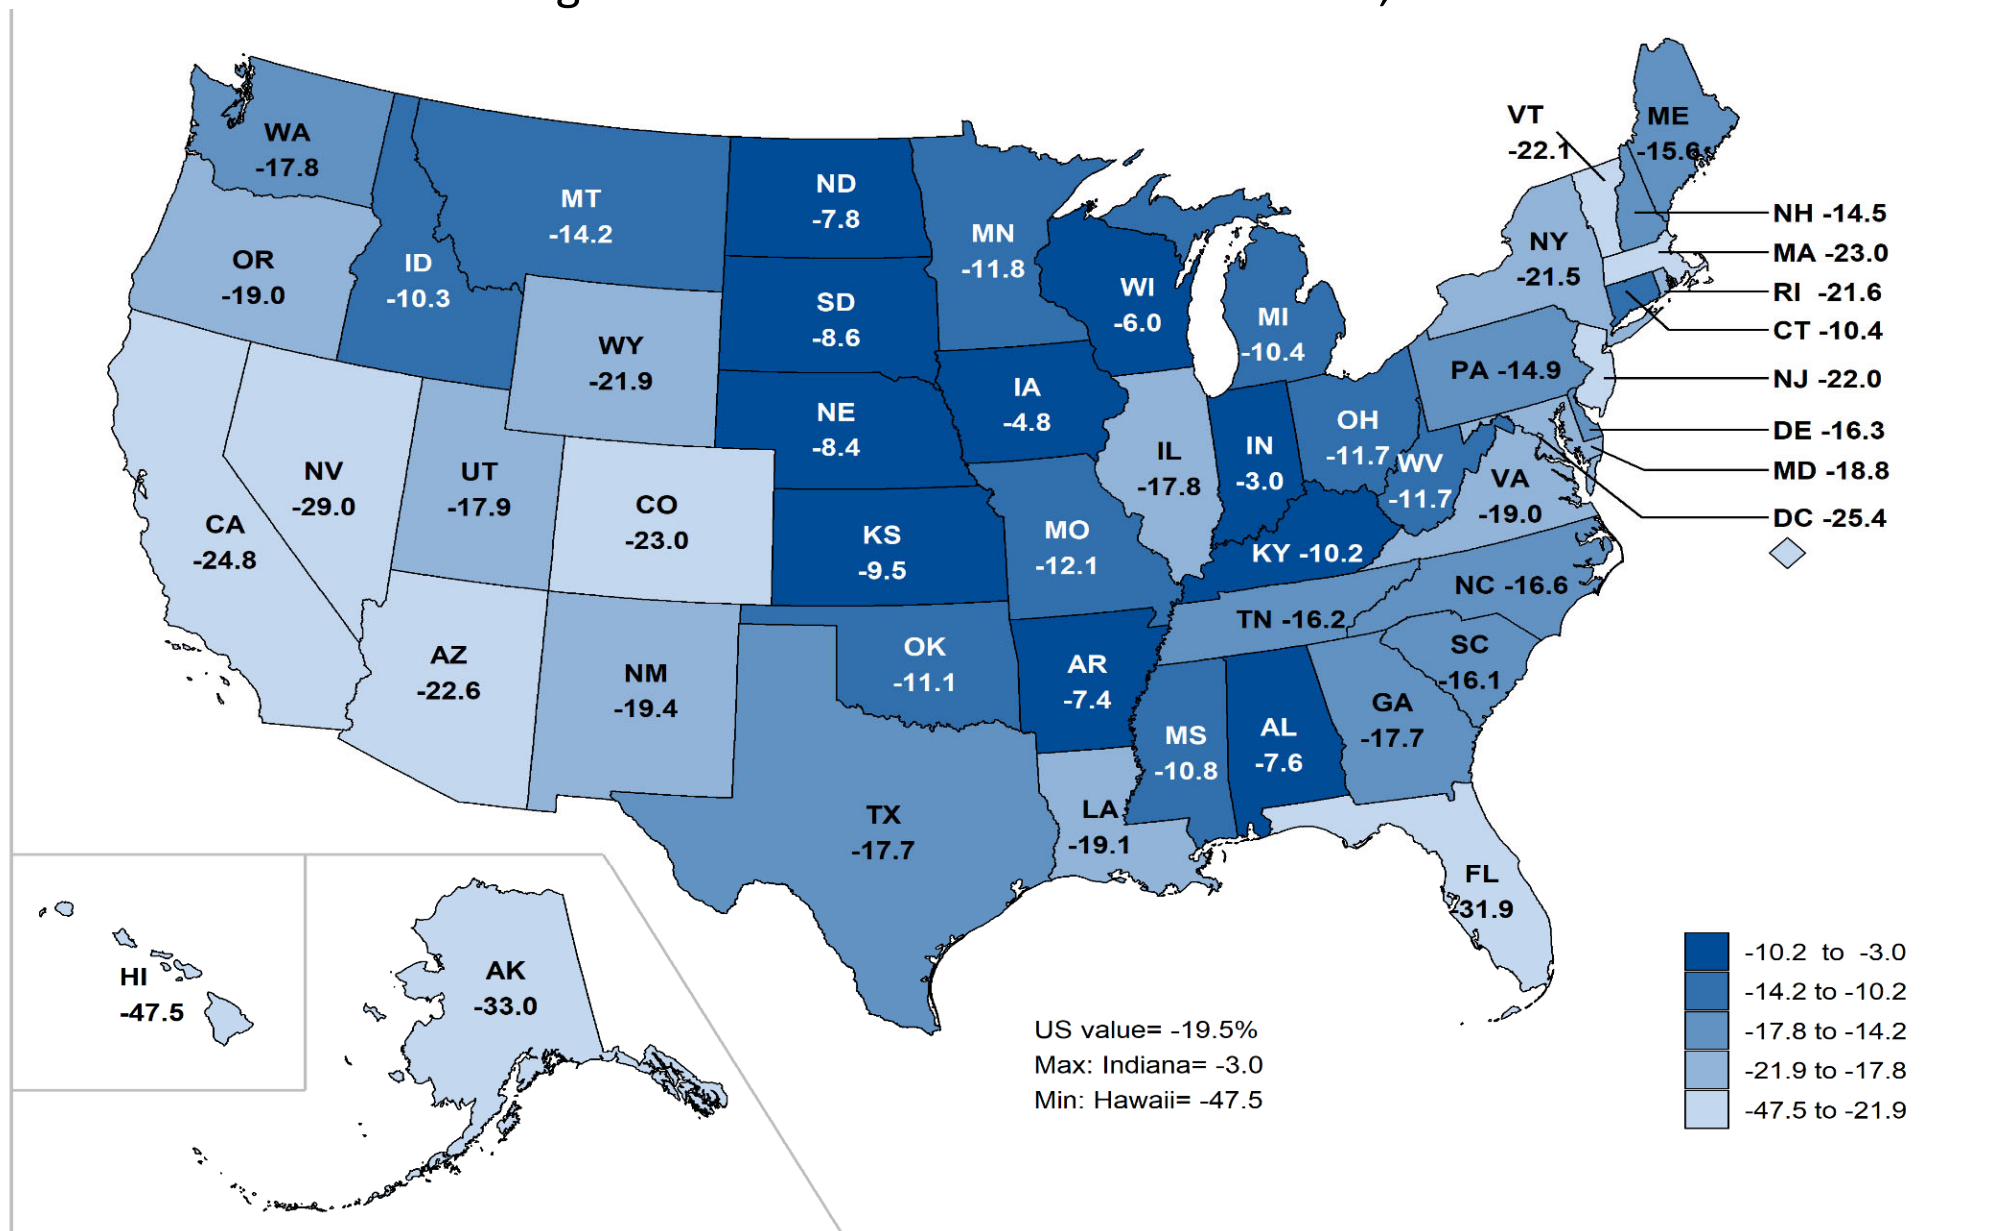 WA
-17.8
OR
-19.0
CA
-24.8
NV
-29.0
ID
-10.3
MT
-14.2
WY
-21.9
UT
-17.9
CO
-23.0
AZ
-22.6
NM
-19.4
ND
-7.8
SD
-8.6
NE
-8.4
KS
-9.5
OK
-11.1
TX
-17.7
MN
-11.8
IA
-4.8
MO
-12.1
AR
-7.4
LA
-19.1
WI
-6.0
IL
-17.8
MI
-10.4
IN
-3.0
OH
-11.7
KY -10.2
WV
-11.7
TN -16.2
MS
-10.8
AL
-7.6
GA
-17.7
FL
-31.9
SC
-16.1
NC -16.6
VA
-19.0
PA -14.9
NY
-21.5
VT
-22.1
ME
-15.6
NH -14.5
MA -23.0
RI -21.6
CT -10.4
NJ -22.0
DE -16.3
MD -18.8
DC -25.4
HI
-47.5
AK
-33.0
US value= -19.5%
Max: Indiana= -3.0
Min: Hawaii= -47.5
-10.2 to -3.0
-14.2 to -10.2
-17.8 to -14.2
-21.9 to -17.8
-47.5 to -21.9